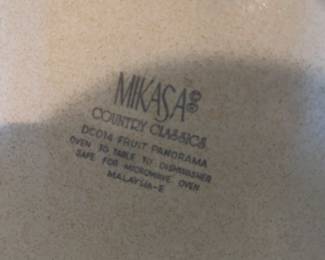 MIKASA®
COUNTRY CLASSICS
DC014 FRUIT PANORAMA
OVEN TO TABLE TO DISHWASHER
SAFE FOR MICROWAVE OVEN
MALAYSIA-E